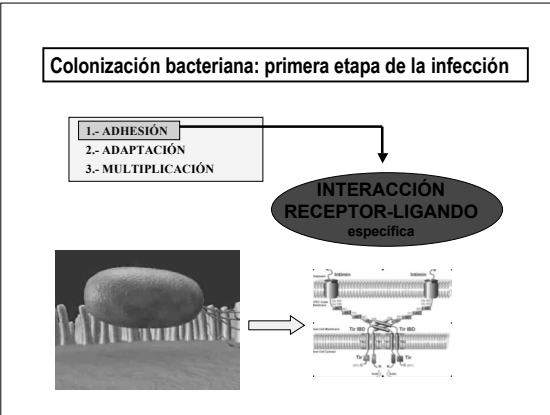 Colonización bacteriana: primera etapa de la infección
1.- ADHESIÓN
2.- ADAPTACIÓN
3.- MULTIPLICACIÓN
INTERACCIÓN
RECEPTOR-LIGANDO
específica
Intimin Intimin
Tir IBD Tir IBD
Tir Tir